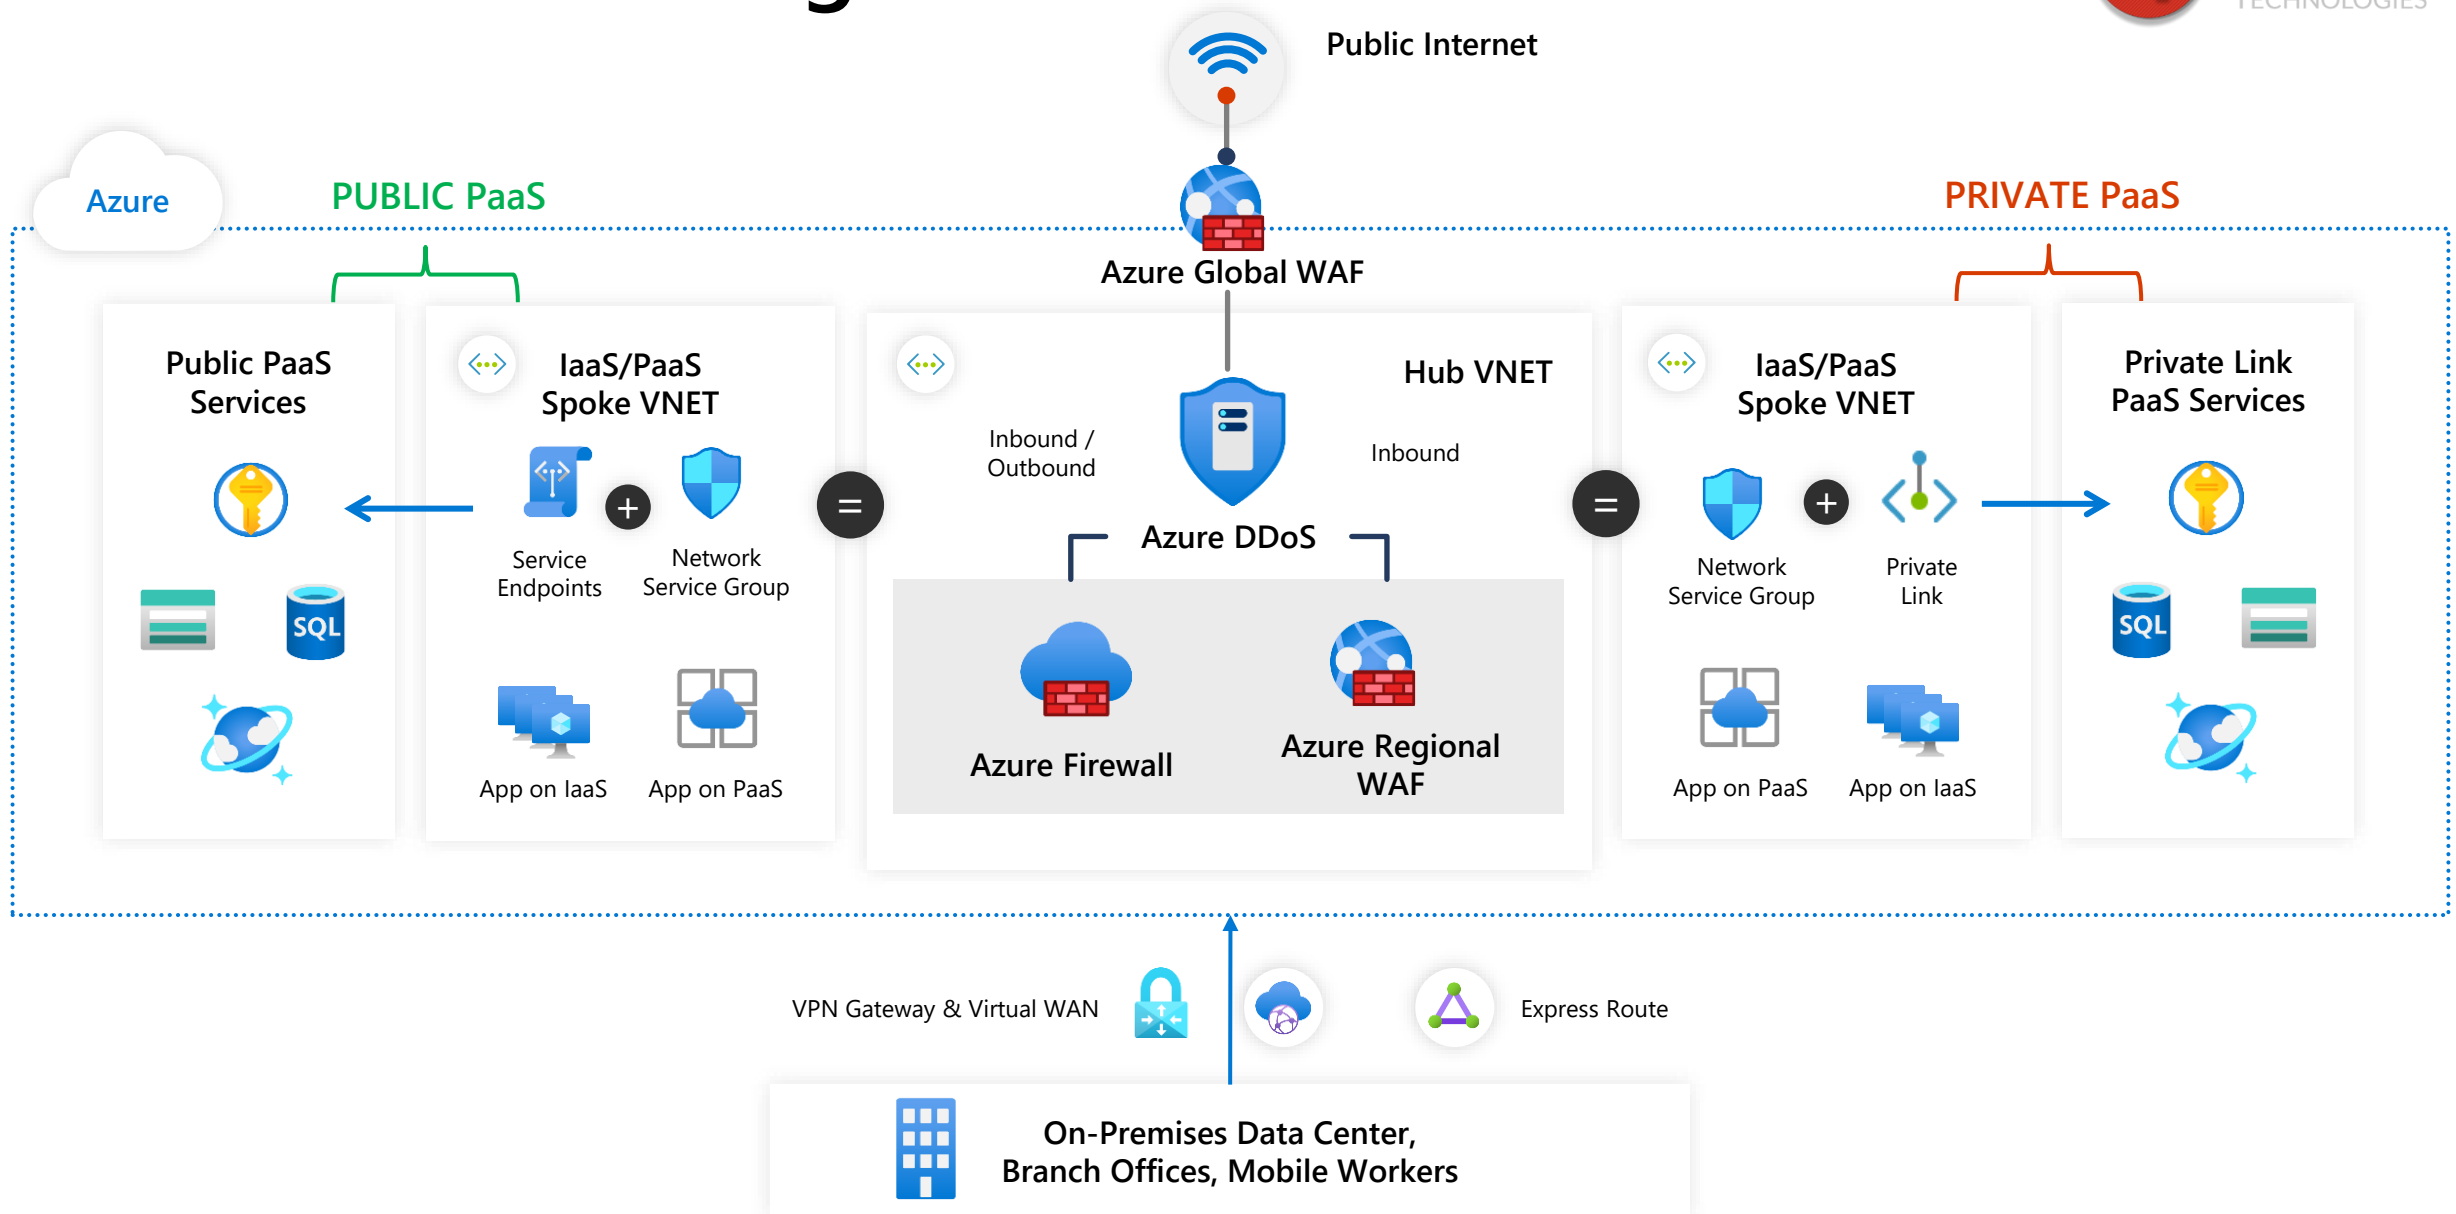 TECHNOLOGIES
Public Internet
Azure
PUBLIC PaaS
PRIVATE PaaS
Azure Global WAF
Public PaaS
Services
IaaS/PaaS
Spoke VNET
Service
Endpoints
+
Network
Service Group
App on IaaS
App on PaaS
SQL
=
Hub VNET
Inbound /
Outbound
Inbound
Azure DDoS
Azure Firewall
Azure Regional
WAF
=
IaaS/PaaS
Spoke VNET
Network
Service Group
+
Private
Link
App on PaaS
App on IaaS
Private Link
PaaS Services
SQL
VPN Gateway & Virtual WAN
Express Route
On-Premises Data Center,
Branch Offices, Mobile Workers